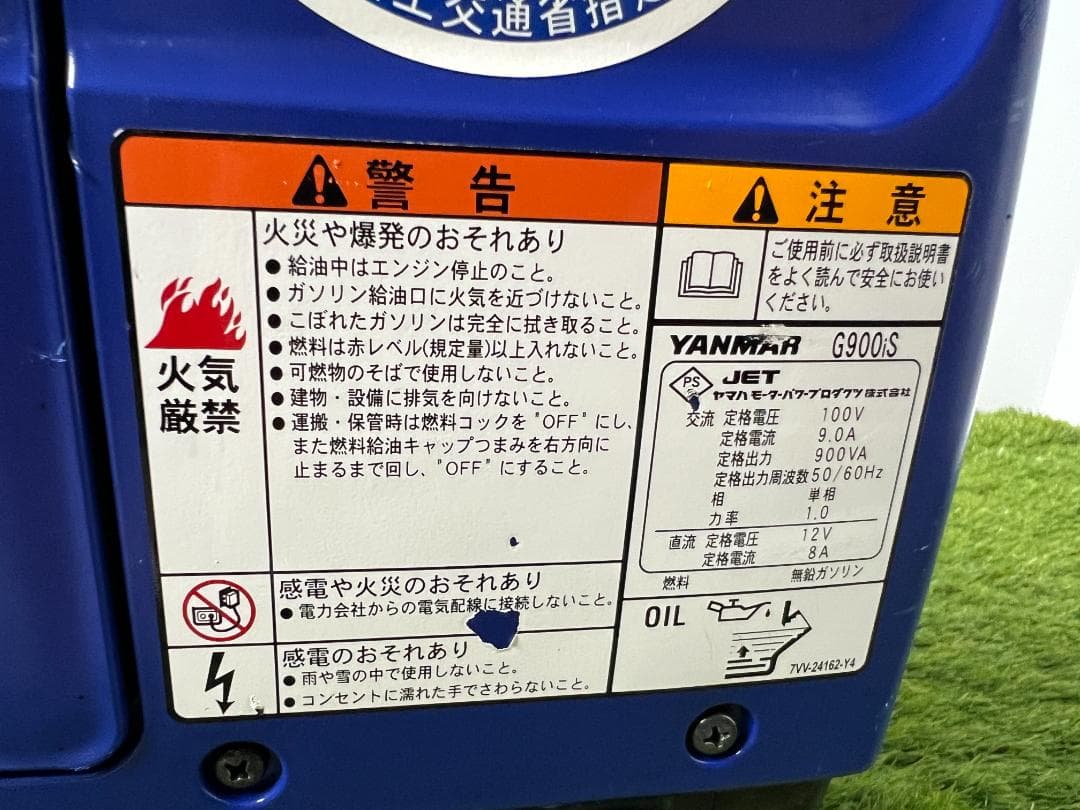 土交通省指定
警告
火気
厳禁
火災や爆発のおそれあり
● 給油中はエンジン停止のこと。
● ガソリン給油口に火気を近づけないこと。
● こぼれたガソリンは完全に拭き取ること。
● 燃料は赤レベル(規定量)以上入れないこと。
● 可燃物のそばで使用しないこと。
● 建物・設備に排気を向けないこと。
● 運搬・保管時は燃料コックを"OFF"にし、
また燃料給油キャップつまみを右方向に
止まるまで回し、"OFF"にすること。
感電や火災のおそれあり
● 電力会社からの電気配線に接続しないこと。
感電のおそれあり
● 雨や雪の中で使用しないこと。
● コンセントに濡れた手でさわらないこと。
注意
ご使用前に必ず取扱説明書
をよく読んで安全にお使い
ください。
YANMAR G900iS
PS
E JET
ヤマハモーターパワープロダクツ株式会社
交流 定格電圧 100V
定格電流 9.0A
定格出力 900VA
定格出力周波数 50/60Hz
相 単相
力率 1.0
直流 定格電圧 12V
定格電流 8A
燃料 無鉛ガソリン
OIL
7VV-24162-Y4